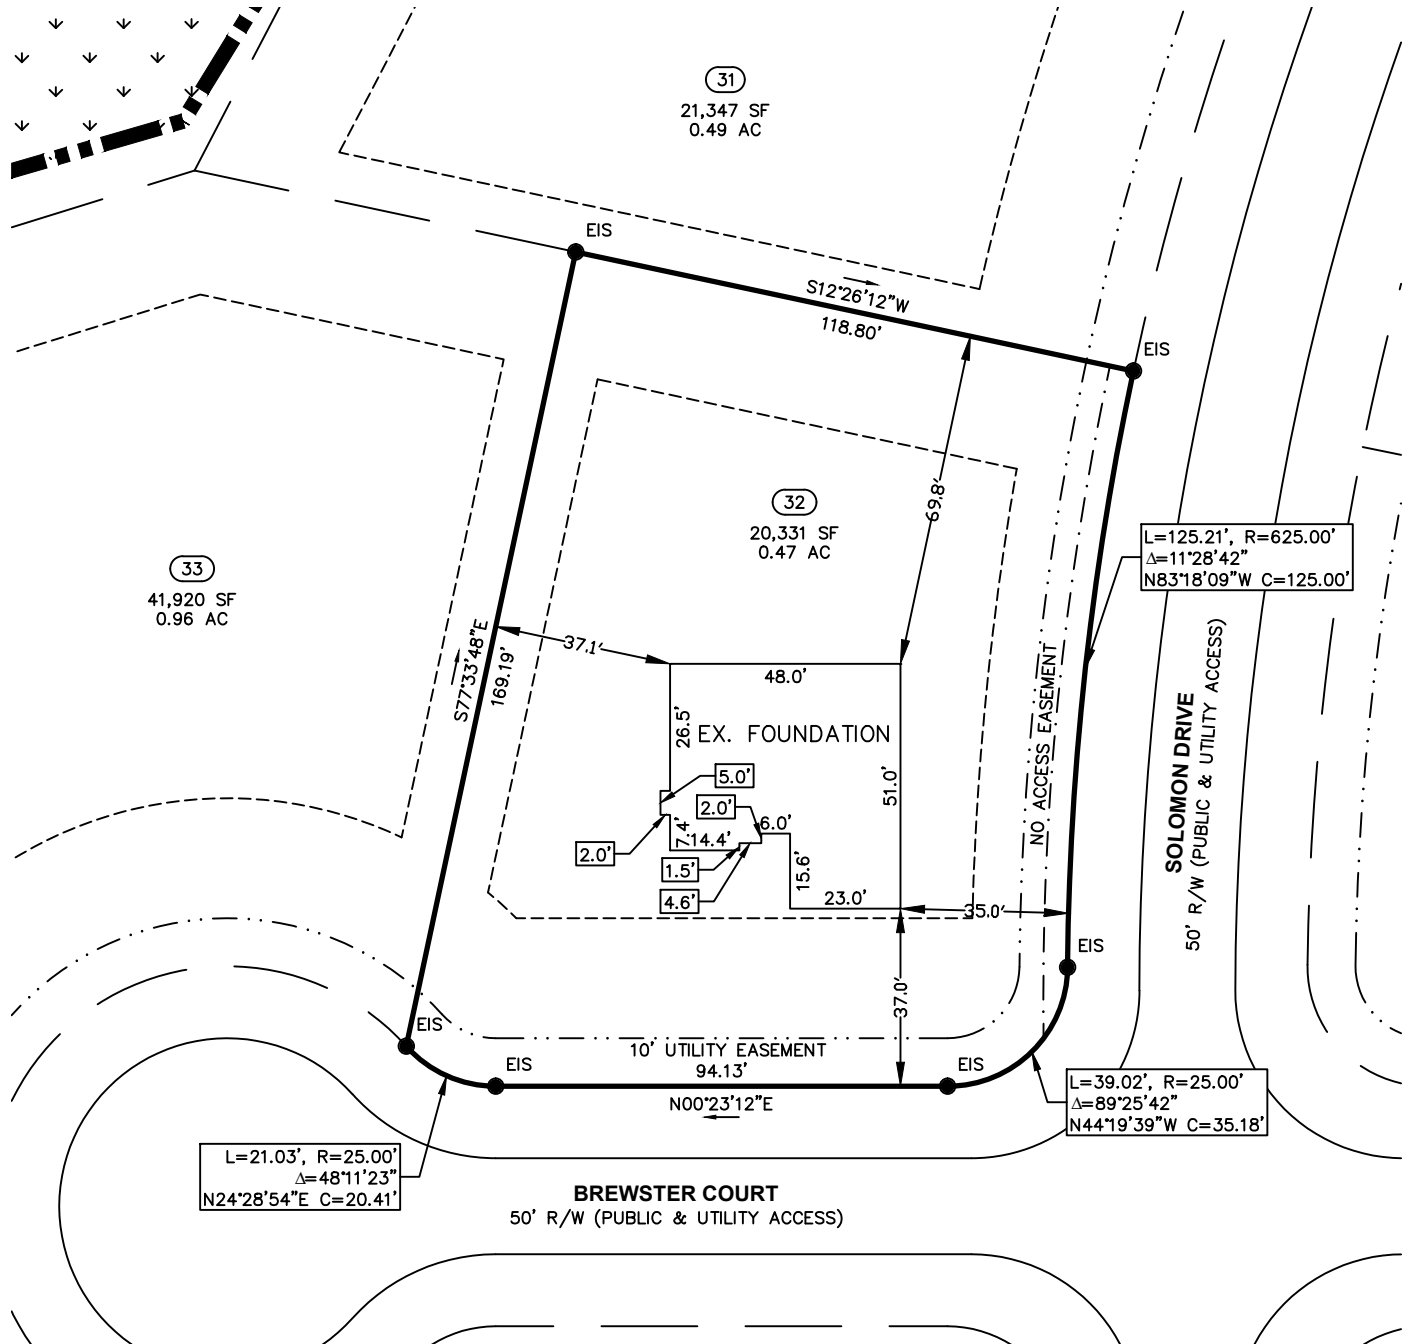 31
21,347 SF
0.49 AC
EIS
S12°26'12"W
118.80'
EIS
32
20,331 SF
0.47 AC
69.8'
L=125.21', R=625.00'
Δ=11°28'42"
N83°18'09"W C=125.00'
33
41,920 SF
0.96 AC
S77°33'48"E
169.19'
37.1'
48.0'
26.5'
EX. FOUNDATION
51.0'
5.0'
2.0'
6.0'
2.0'
7.4'
14.4'
1.5'
4.6'
15.6'
23.0'
35.0'
37.0'
NO ACCESS EASEMENT
SOLOMON DRIVE
50' R/W (PUBLIC & UTILITY ACCESS)
EIS
EIS
10' UTILITY EASEMENT
94.13'
EIS
EIS
N00°23'12"E
L=39.02', R=25.00'
Δ=89°25'42"
N44°19'39"W C=35.18'
L=21.03', R=25.00'
Δ=48°11'23"
N24°28'54"E C=20.41'
BREWSTER COURT
50' R/W (PUBLIC & UTILITY ACCESS)